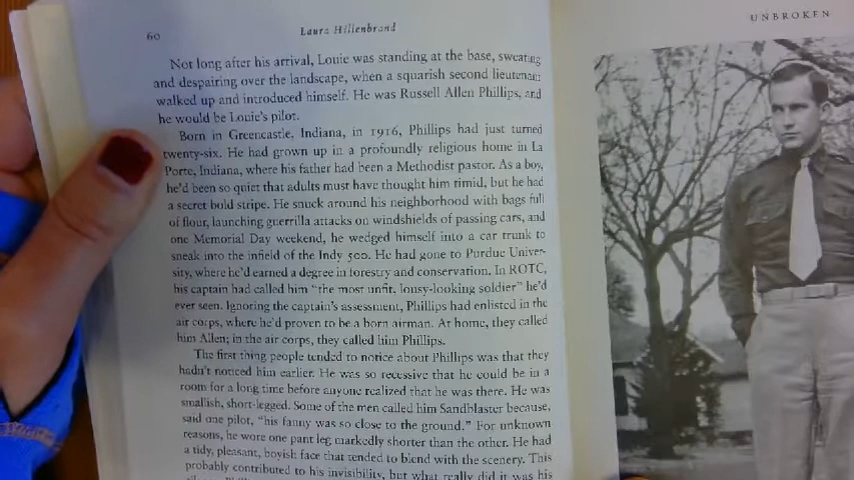 60
Laura Hillenbrand
Not long after his arrival, Louie was standing at the base, sweating
and despairing over the landscape, when a squarish second lieutenant
walked up and introduced himself. He was Russell Allen Phillips, and
he would be Louie's pilot.
Born in Greencastle, Indiana, in 1916, Phillips had just turned
twenty-six. He had grown up in a profoundly religious home in La
Porte, Indiana, where his father had been a Methodist pastor. As a boy,
he'd been so quiet that adults must have thought him timid, but he had
a secret bold stripe. He snuck around his neighborhood with bags full
of flour, launching guerrilla attacks on windshields of passing cars, and
one Memorial Day weekend, he wedged himself into a car trunk to
sneak into the infield of the Indy 500. He had gone to Purdue Univer-
sity, where he'd earned a degree in forestry and conservation. In ROTC,
his captain had called him "the most unfit, lousy-looking soldier" he'd
ever seen. Ignoring the captain's assessment, Phillips had enlisted in the
air corps, where he'd proven to be a born airman. At home, they called
him Allen; in the air corps, they called him Phillips.
The first thing people tended to notice about Phillips was that they
hadn't noticed him earlier. He was so recessive that he could be in a
room for a long time before anyone realized that he was there. He was
smallish, short-legged. Some of the men called him Sandblaster because,
said one pilot, "his fanny was so close to the ground." For unknown
reasons, he wore one pant leg markedly shorter than the other. He had
a tidy, pleasant, boyish face that tended to blend with the scenery. This
probably contributed to his invisibility, but what really did it was his
UNBROKEN